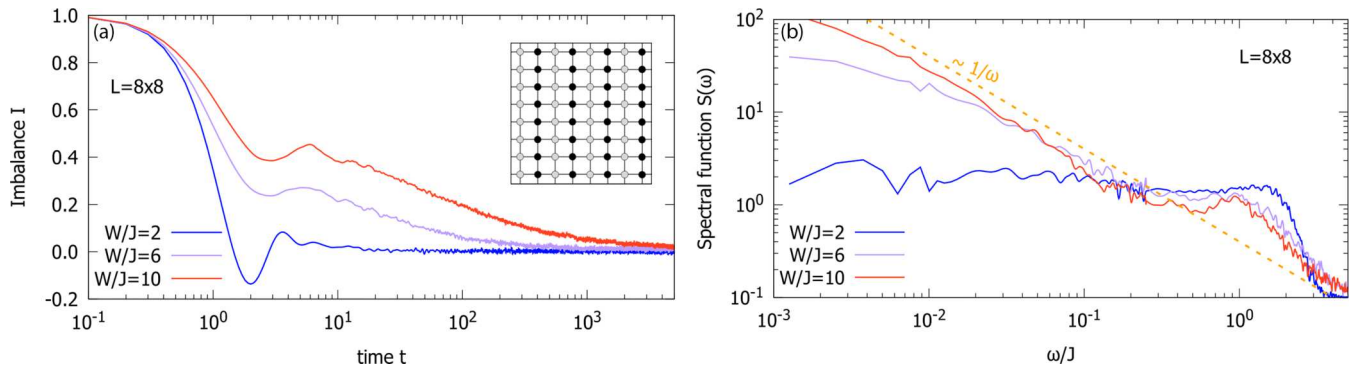 (a)
L=8x8
Imbalance I
1.0
0.8
0.6
0.4
0.2
0.0
-0.2
W/J=2
W/J=6
W/J=10
10^-1
10^0
10^1
10^2
10^3
time t
(b)
L=8x8
~ 1/ω
Spectral function S(ω)
10^2
10^1
10^0
10^-1
W/J=2
W/J=6
W/J=10
10^-3
10^-2
10^-1
10^0
ω/J